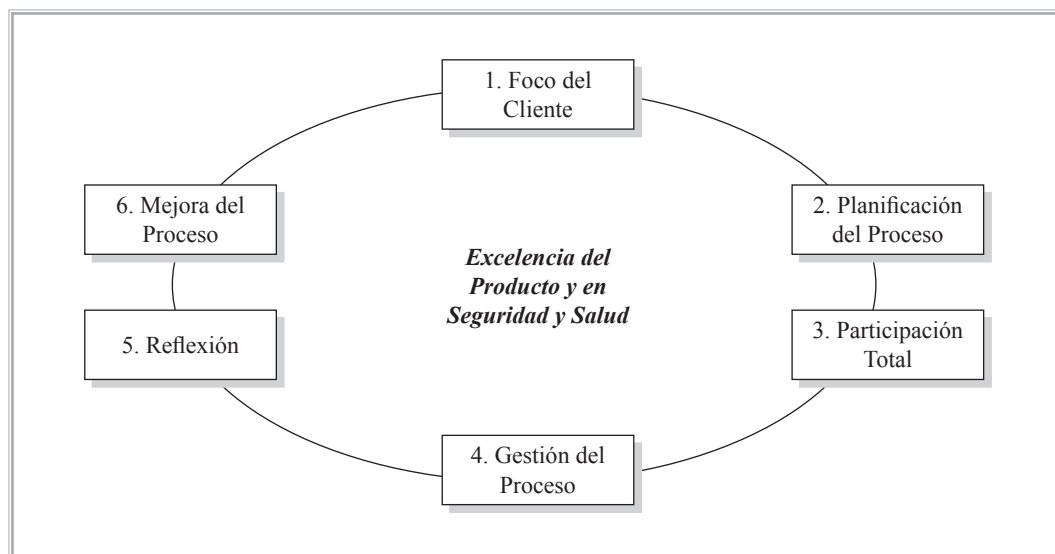 1. Foco del
Cliente
2. Planificación
del Proceso
3. Participación
Total
4. Gestión del
Proceso
5. Reflexión
6. Mejora del
Proceso
Excelencia del
Producto y en
Seguridad y Salud